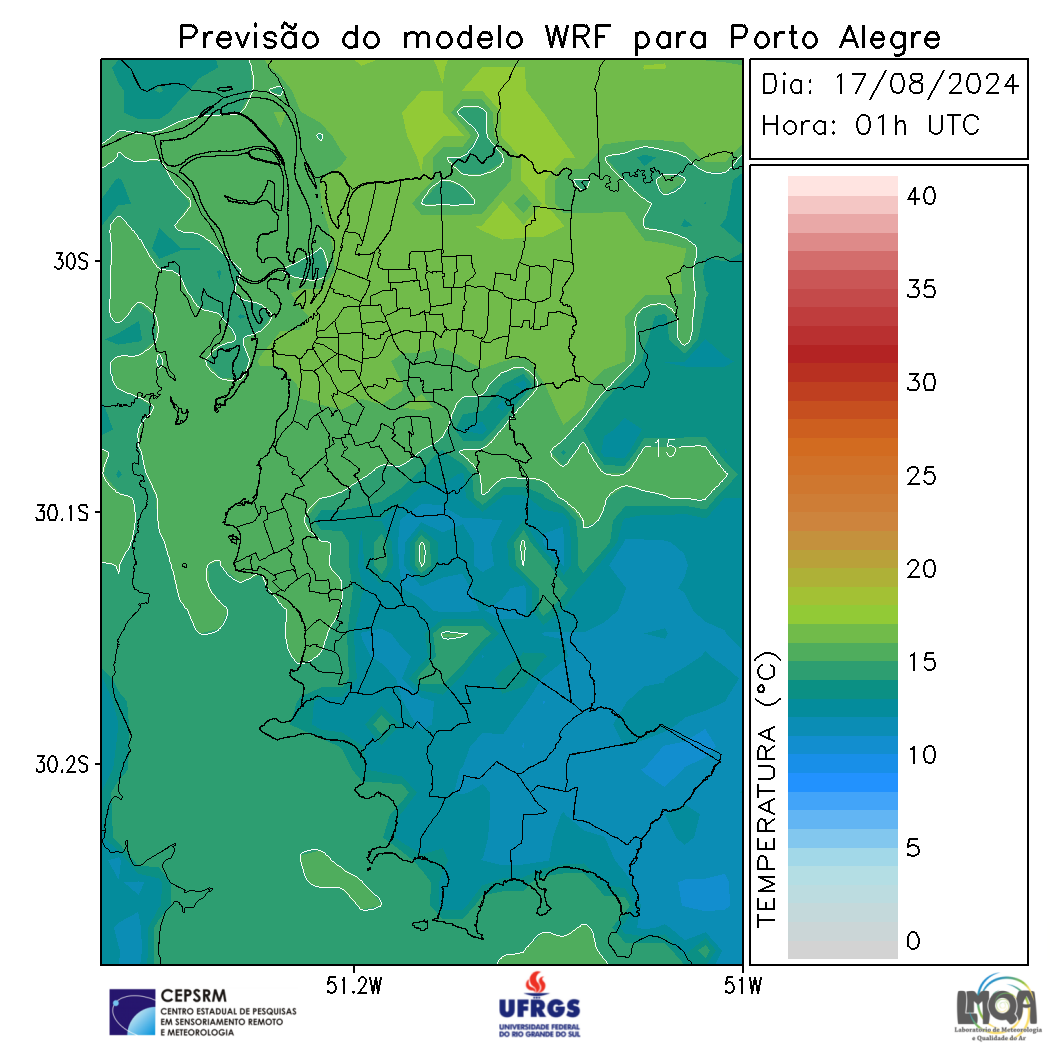 Previsão do modelo WRF para Porto Alegre
Dia: 17/08/2024
Hora: 01h UTC
40
35
30
25
20
15
10
5
0
TEMPERATURA (°C)
30S
30.1S
30.2S
15
51.2W
51W
CEPSRM
CENTRO ESTADUAL DE PESQUISAS
EM SENSORIAMENTO REMOTO
E METEOROLOGIA
UFRGS
UNIVERSIDADE FEDERAL
DO RIO GRANDE DO SUL
LMQA
Laboratório de Meteorologia
e Qualidade do Ar